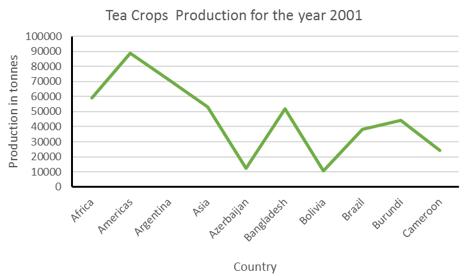 Tea Crops Production for the year 2001
Production in tonnes
100000
90000
80000
70000
60000
50000
40000
30000
20000
10000
0
Africa
Americas
Argentina
Asia
Azerbaijan
Bangladesh
Bolivia
Brazil
Burundi
Cameroon
Country